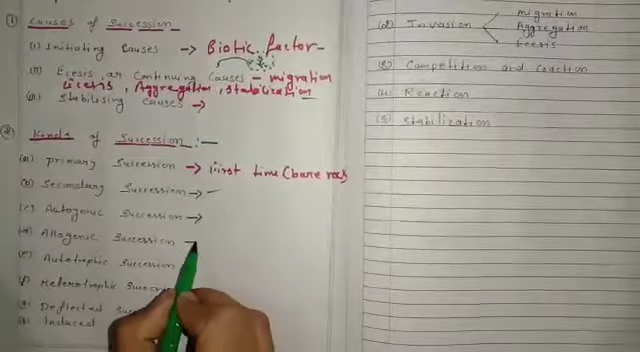 (1) Causes of Succession -
(i) Initiating Causes → Biotic factor -
(ii) Ecesis or Continuing Causes - migration
Ecesis, Aggregation, Stabilization
(iii) Stabilising Causes →
(2) Kinds of Succession :-
(a) primary Succession → First time (bare rock)
(b) Secondary Succession → -
(c) Autogenic Succession →
(d) Allogenic Succession →
(e) Autotrophic Succession
(f) Heterotrophic
(g) Deflected
Induced
(2) Invasion
migration
Aggregation
Ecesis
(3) Competition and Coaction
(4) Reaction
(5) Stabilization